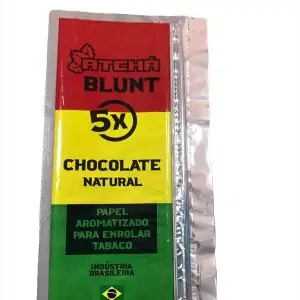 ATCHÁ
BLUNT
5X
CHOCOLATE
NATURAL
PAPEL
AROMATIZADO
PARA ENROLAR
TABACO
INDÚSTRIA
BRASILEIRA